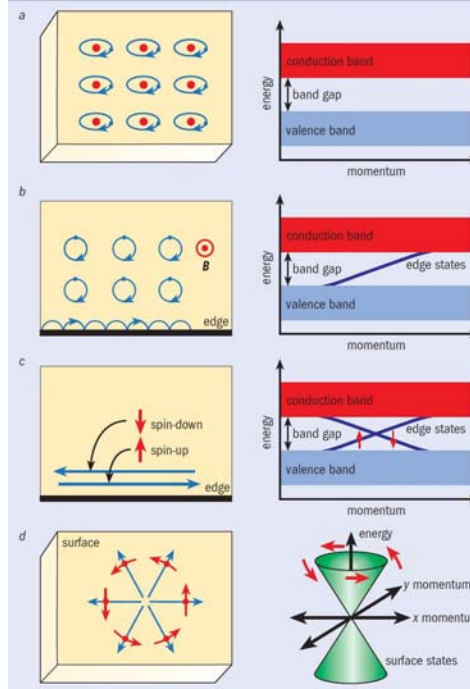 a
energy
conduction band
band gap
valence band
momentum
b
B
edge
energy
conduction band
band gap
edge states
valence band
momentum
c
spin-down
spin-up
edge
energy
conduction band
band gap
edge states
valence band
momentum
d
surface
energy
y momentum
x momentu
surface states